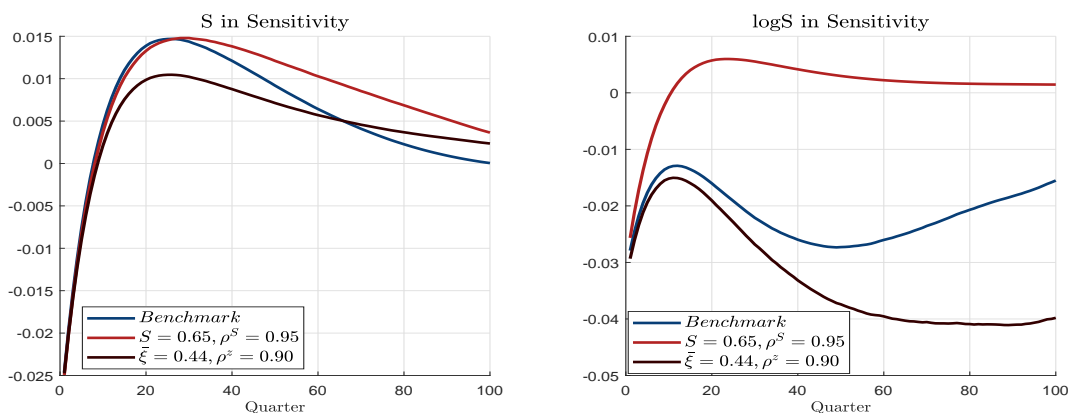 S in Sensitivity
0.015
0.01
0.005
0
-0.005
-0.01
-0.015
-0.02
-0.025
0 20 40 60 80 100
Quarter
Benchmark
S = 0.65, ρ^S = 0.95
ξ̄ = 0.44, ρ^z = 0.90
logS in Sensitivity
0.01
0
-0.01
-0.02
-0.03
-0.04
-0.05
0 20 40 60 80 100
Quarter
Benchmark
S = 0.65, ρ^S = 0.95
ξ̄ = 0.44, ρ^z = 0.90